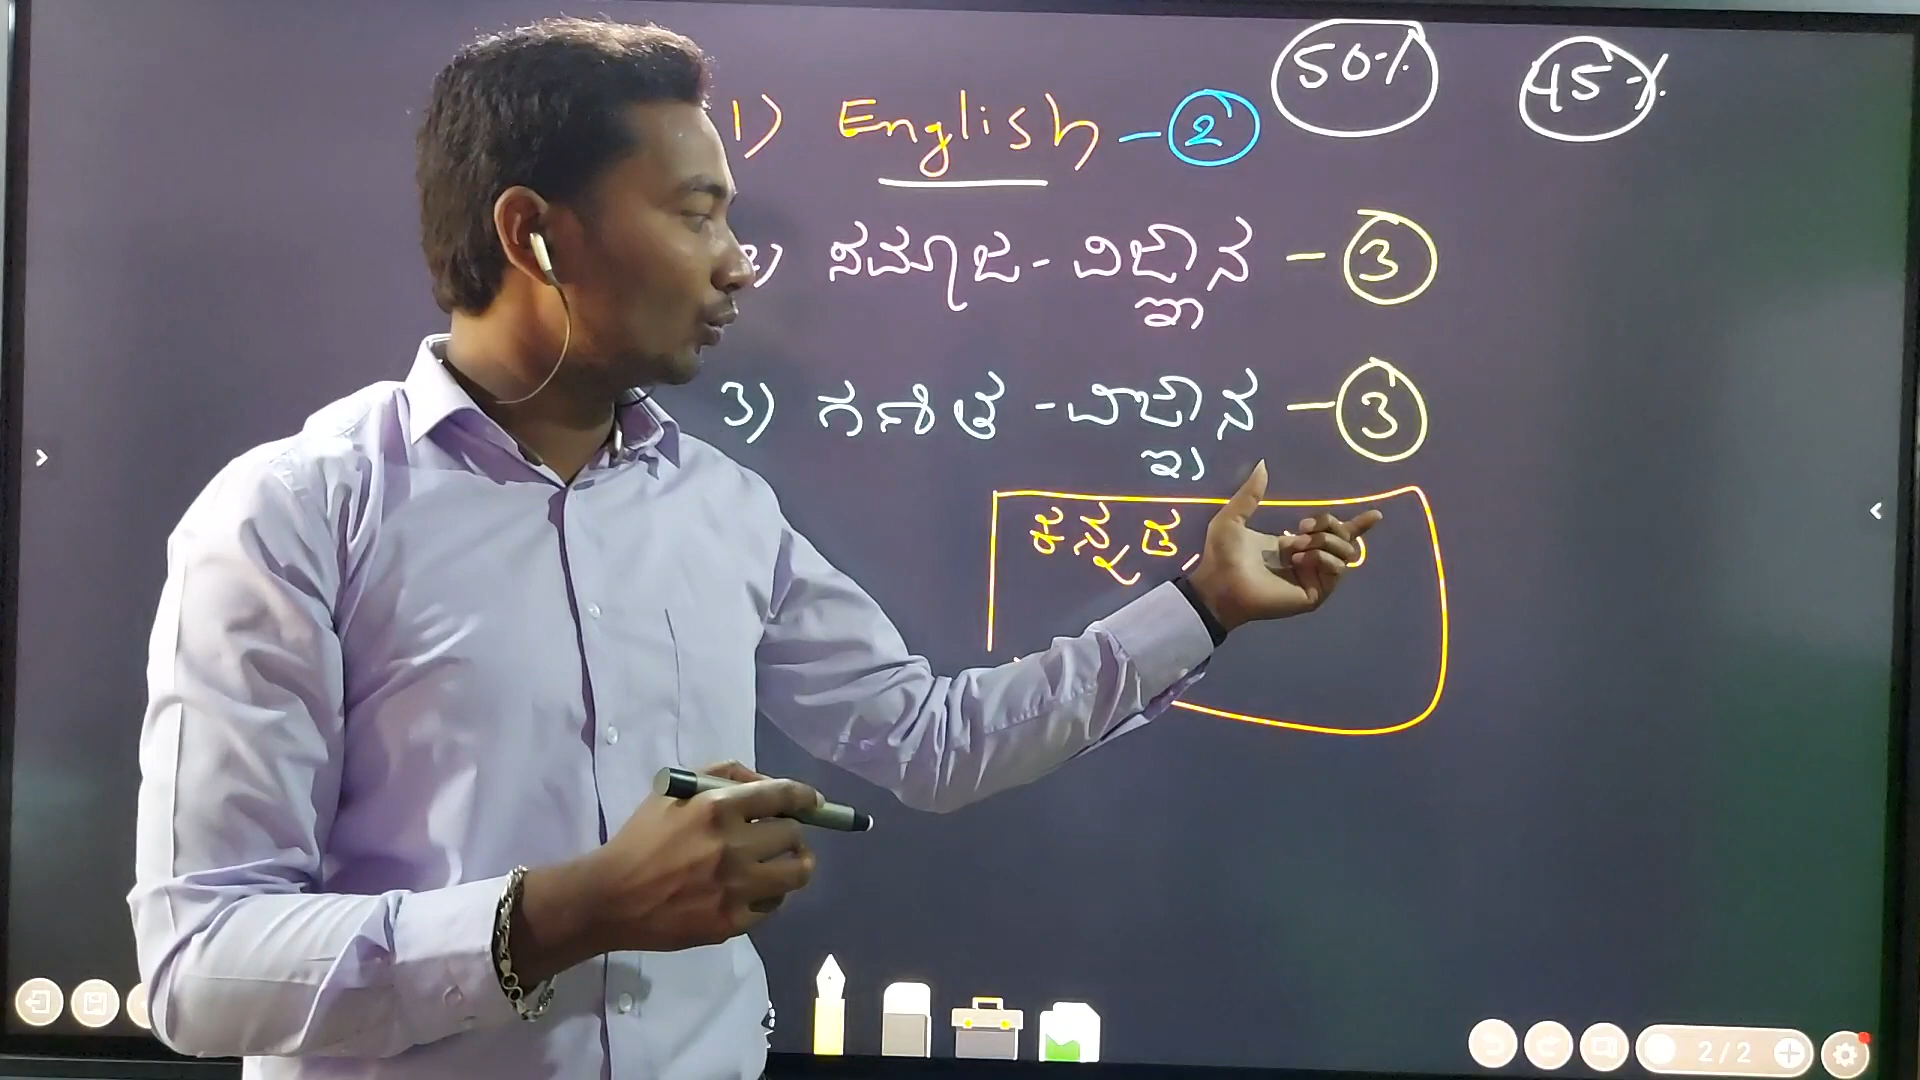 50% 45%
1) English - 2
2) ಸಮಾಜ - ವಿಜ್ಞಾನ - 3
3) ಗಣಿತ - ವಿಜ್ಞಾನ - 3
ಕನ್ನಡ,
2/2